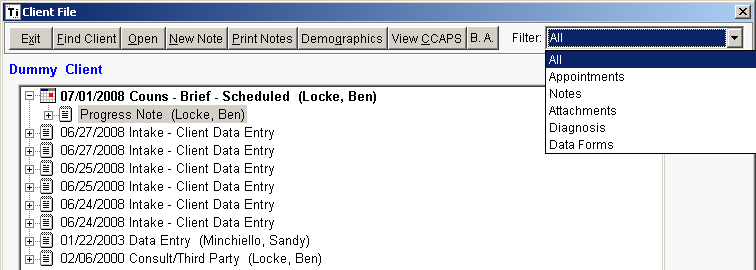 Ti Client File
Exit Find Client Open New Note Print Notes Demographics View CCAPS B. A. Filter: All
All
Appointments
Notes
Attachments
Diagnosis
Data Forms
Dummy Client
07/01/2008 Couns - Brief - Scheduled (Locke, Ben)
Progress Note (Locke, Ben)
06/27/2008 Intake - Client Data Entry
06/27/2008 Intake - Client Data Entry
06/25/2008 Intake - Client Data Entry
06/25/2008 Intake - Client Data Entry
06/24/2008 Intake - Client Data Entry
06/24/2008 Intake - Client Data Entry
01/22/2003 Data Entry (Minchiello, Sandy)
02/06/2000 Consult/Third Party (Locke, Ben)